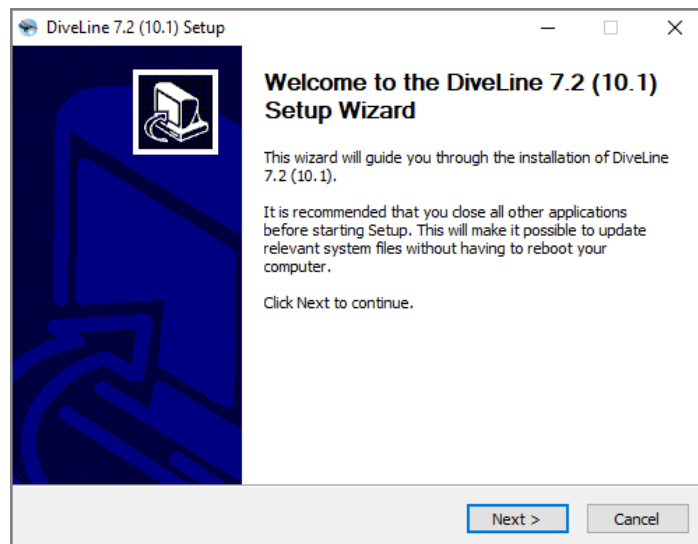 DiveLine 7.2 (10.1) Setup
Welcome to the DiveLine 7.2 (10.1)
Setup Wizard
This wizard will guide you through the installation of DiveLine
7.2 (10.1).
It is recommended that you close all other applications
before starting Setup. This will make it possible to update
relevant system files without having to reboot your
computer.
Click Next to continue.
Next >
Cancel